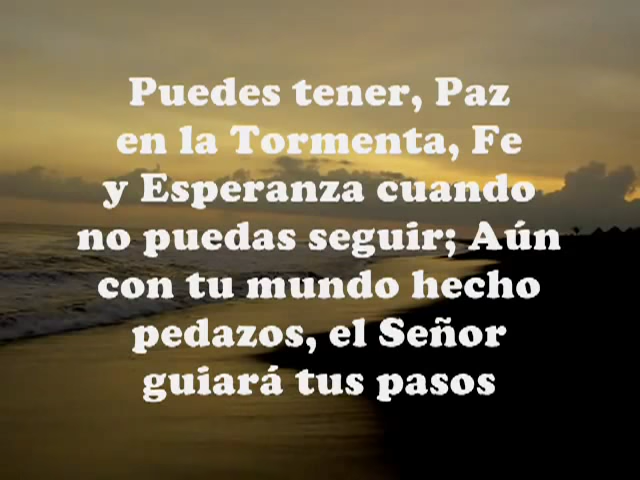 Puedes tener, Paz
en la Tormenta, Fe
y Esperanza cuando
no puedas seguir; Aún
con tu mundo hecho
pedazos, el Señor
guiará tus pasos